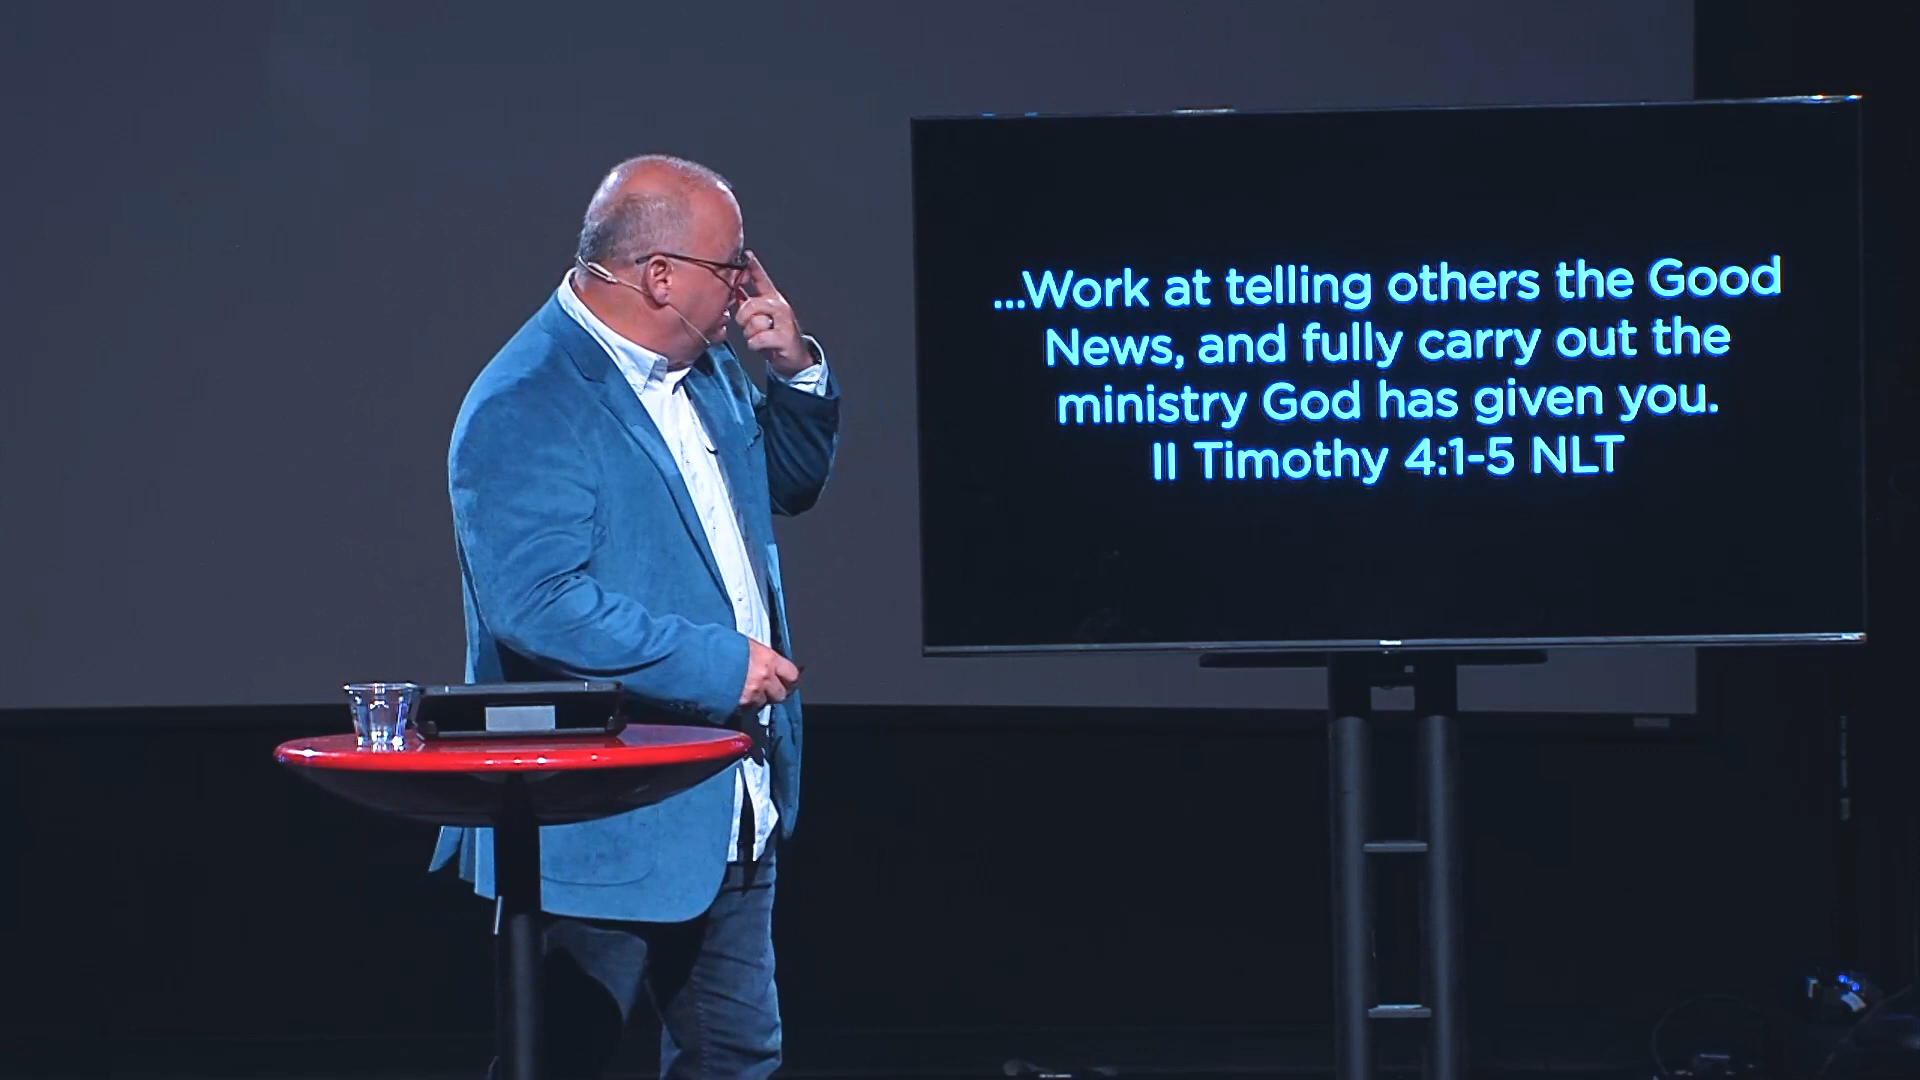 ...Work at telling others the Good
News, and fully carry out the
ministry God has given you.
II Timothy 4:1-5 NLT